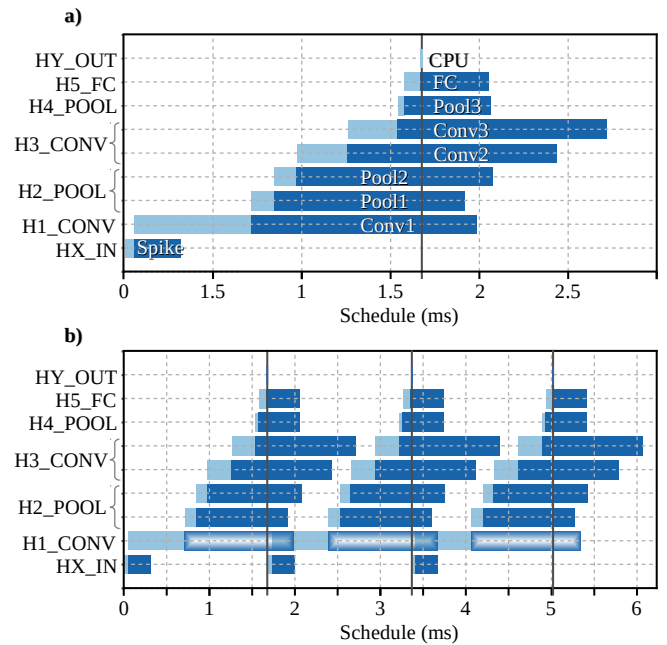 a)
HY_OUT
CPU
H5_FC
FC
H4_POOL
Pool3
H3_CONV
Conv3
Conv2
H2_POOL
Pool2
Pool1
H1_CONV
Conv1
HX_IN
Spike
0 1.5 1 1.5 2 2.5
Schedule (ms)
b)
HY_OUT
H5_FC
H4_POOL
H3_CONV
H2_POOL
H1_CONV
HX_IN
0 1 2 3 4 5 6
Schedule (ms)